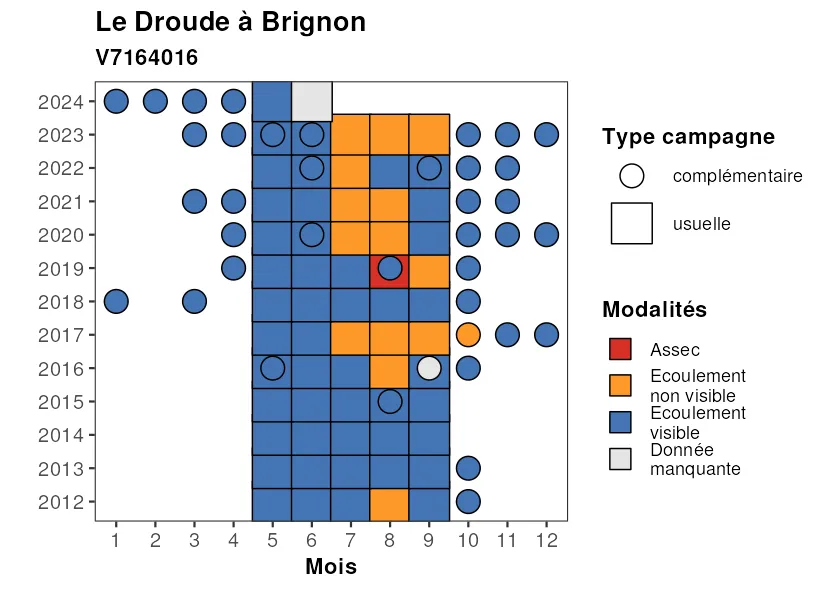 Le Droude à Brignon
V7164016
2024
2023
2022
2021
2020
2019
2018
2017
2016
2015
2014
2013
2012
1 2 3 4 5 6 7 8 9 10 11 12
Mois
Type campagne
complémentaire
usuelle
Modalités
Assec
Ecoulement
non visible
Ecoulement
visible
Donnée
manquante